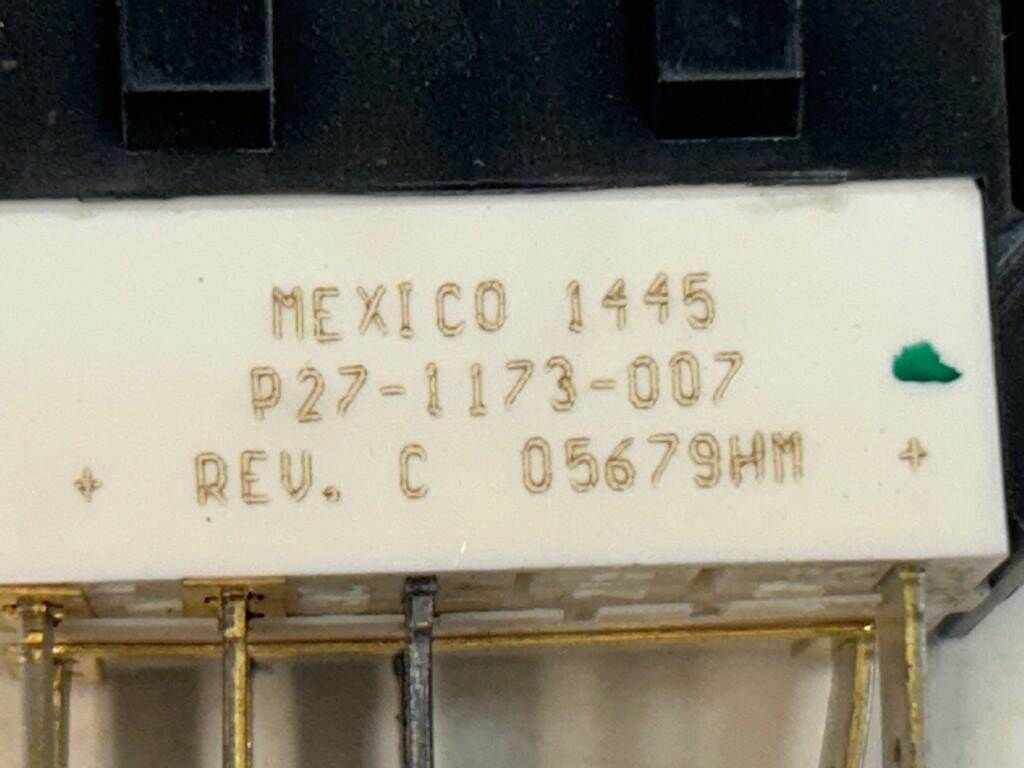 MEXICO 1445
P27-1173-007
+ REV. C 05679HM +